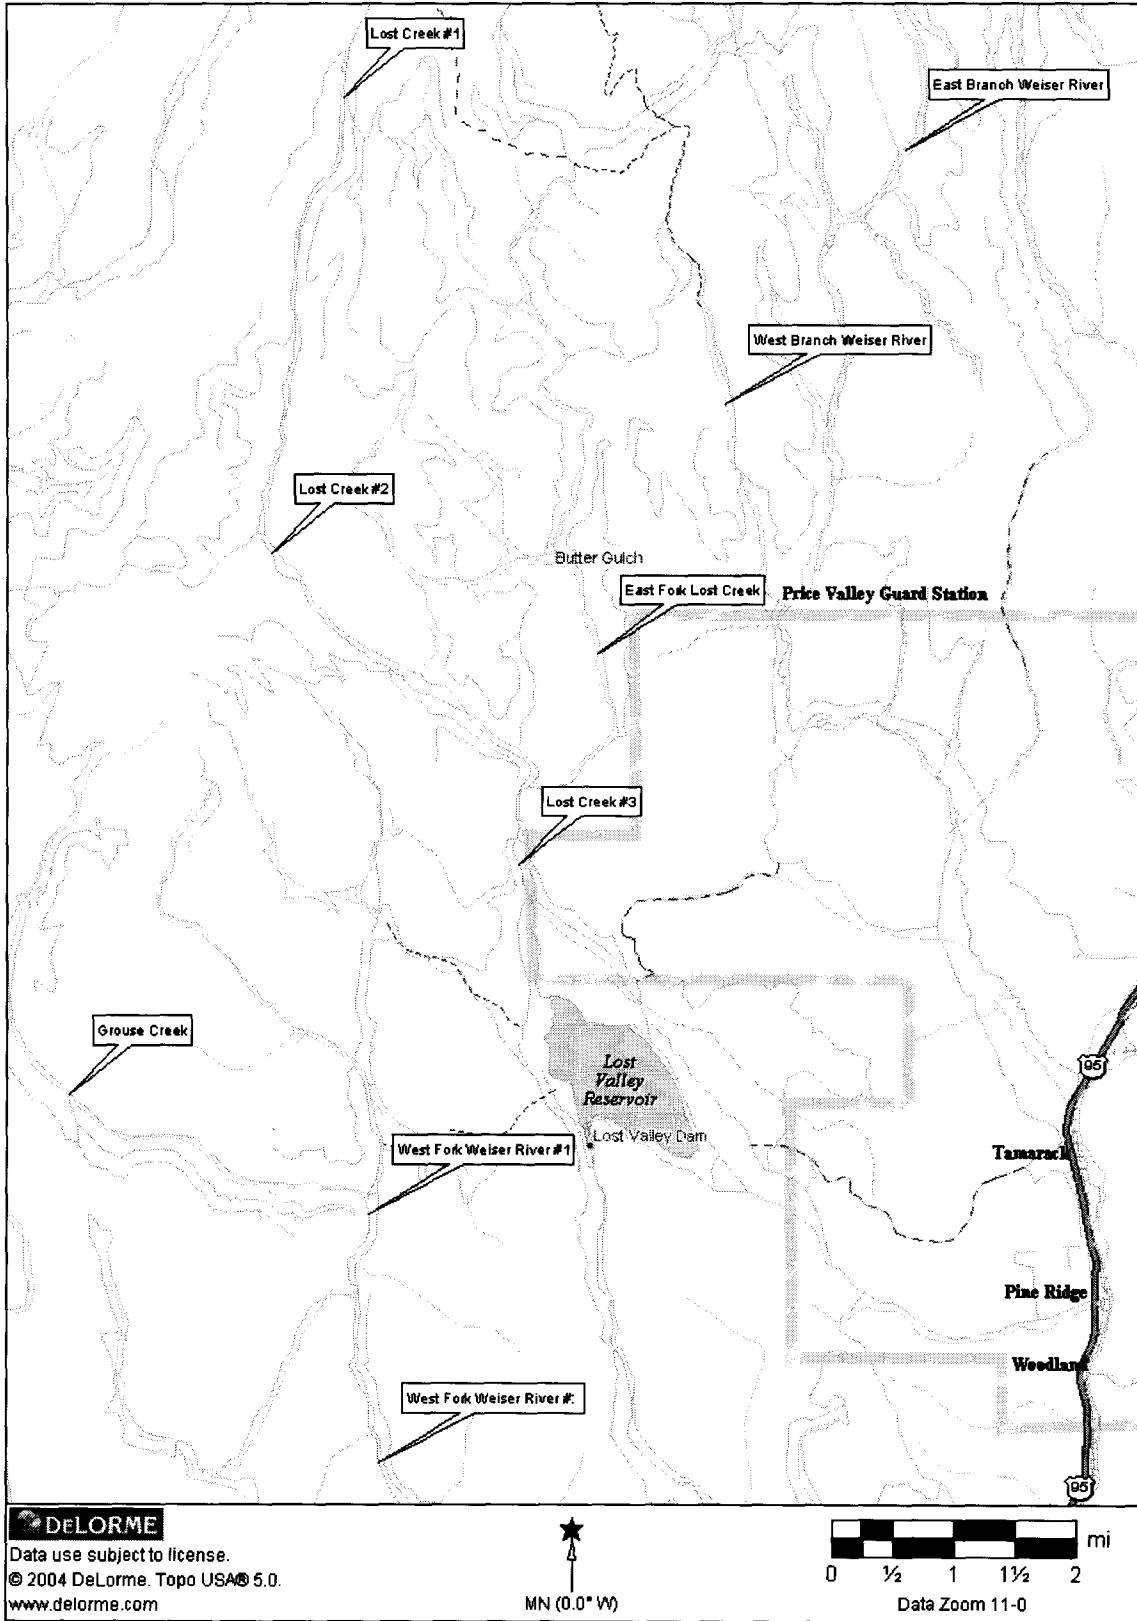 Lost Creek #1
East Branch Weiser River
West Branch Weiser River
Lost Creek #2
Butter Gulch
East Fork Lost Creek
Price Valley Guard Station
Lost Creek #3
Grouse Creek
Lost
Valley
Reservoir
95
Lost Valley Dam
West Fork Weiser River #1
Tamarack
Pine Ridge
Woodland
West Fork Weiser River #:
95
DELORME
Data use subject to license.
© 2004 DeLorme. Topo USA® 5.0.
www.delorme.com
MN (0.0° W)
mi
0 ½ 1 1½ 2
Data Zoom 11-0